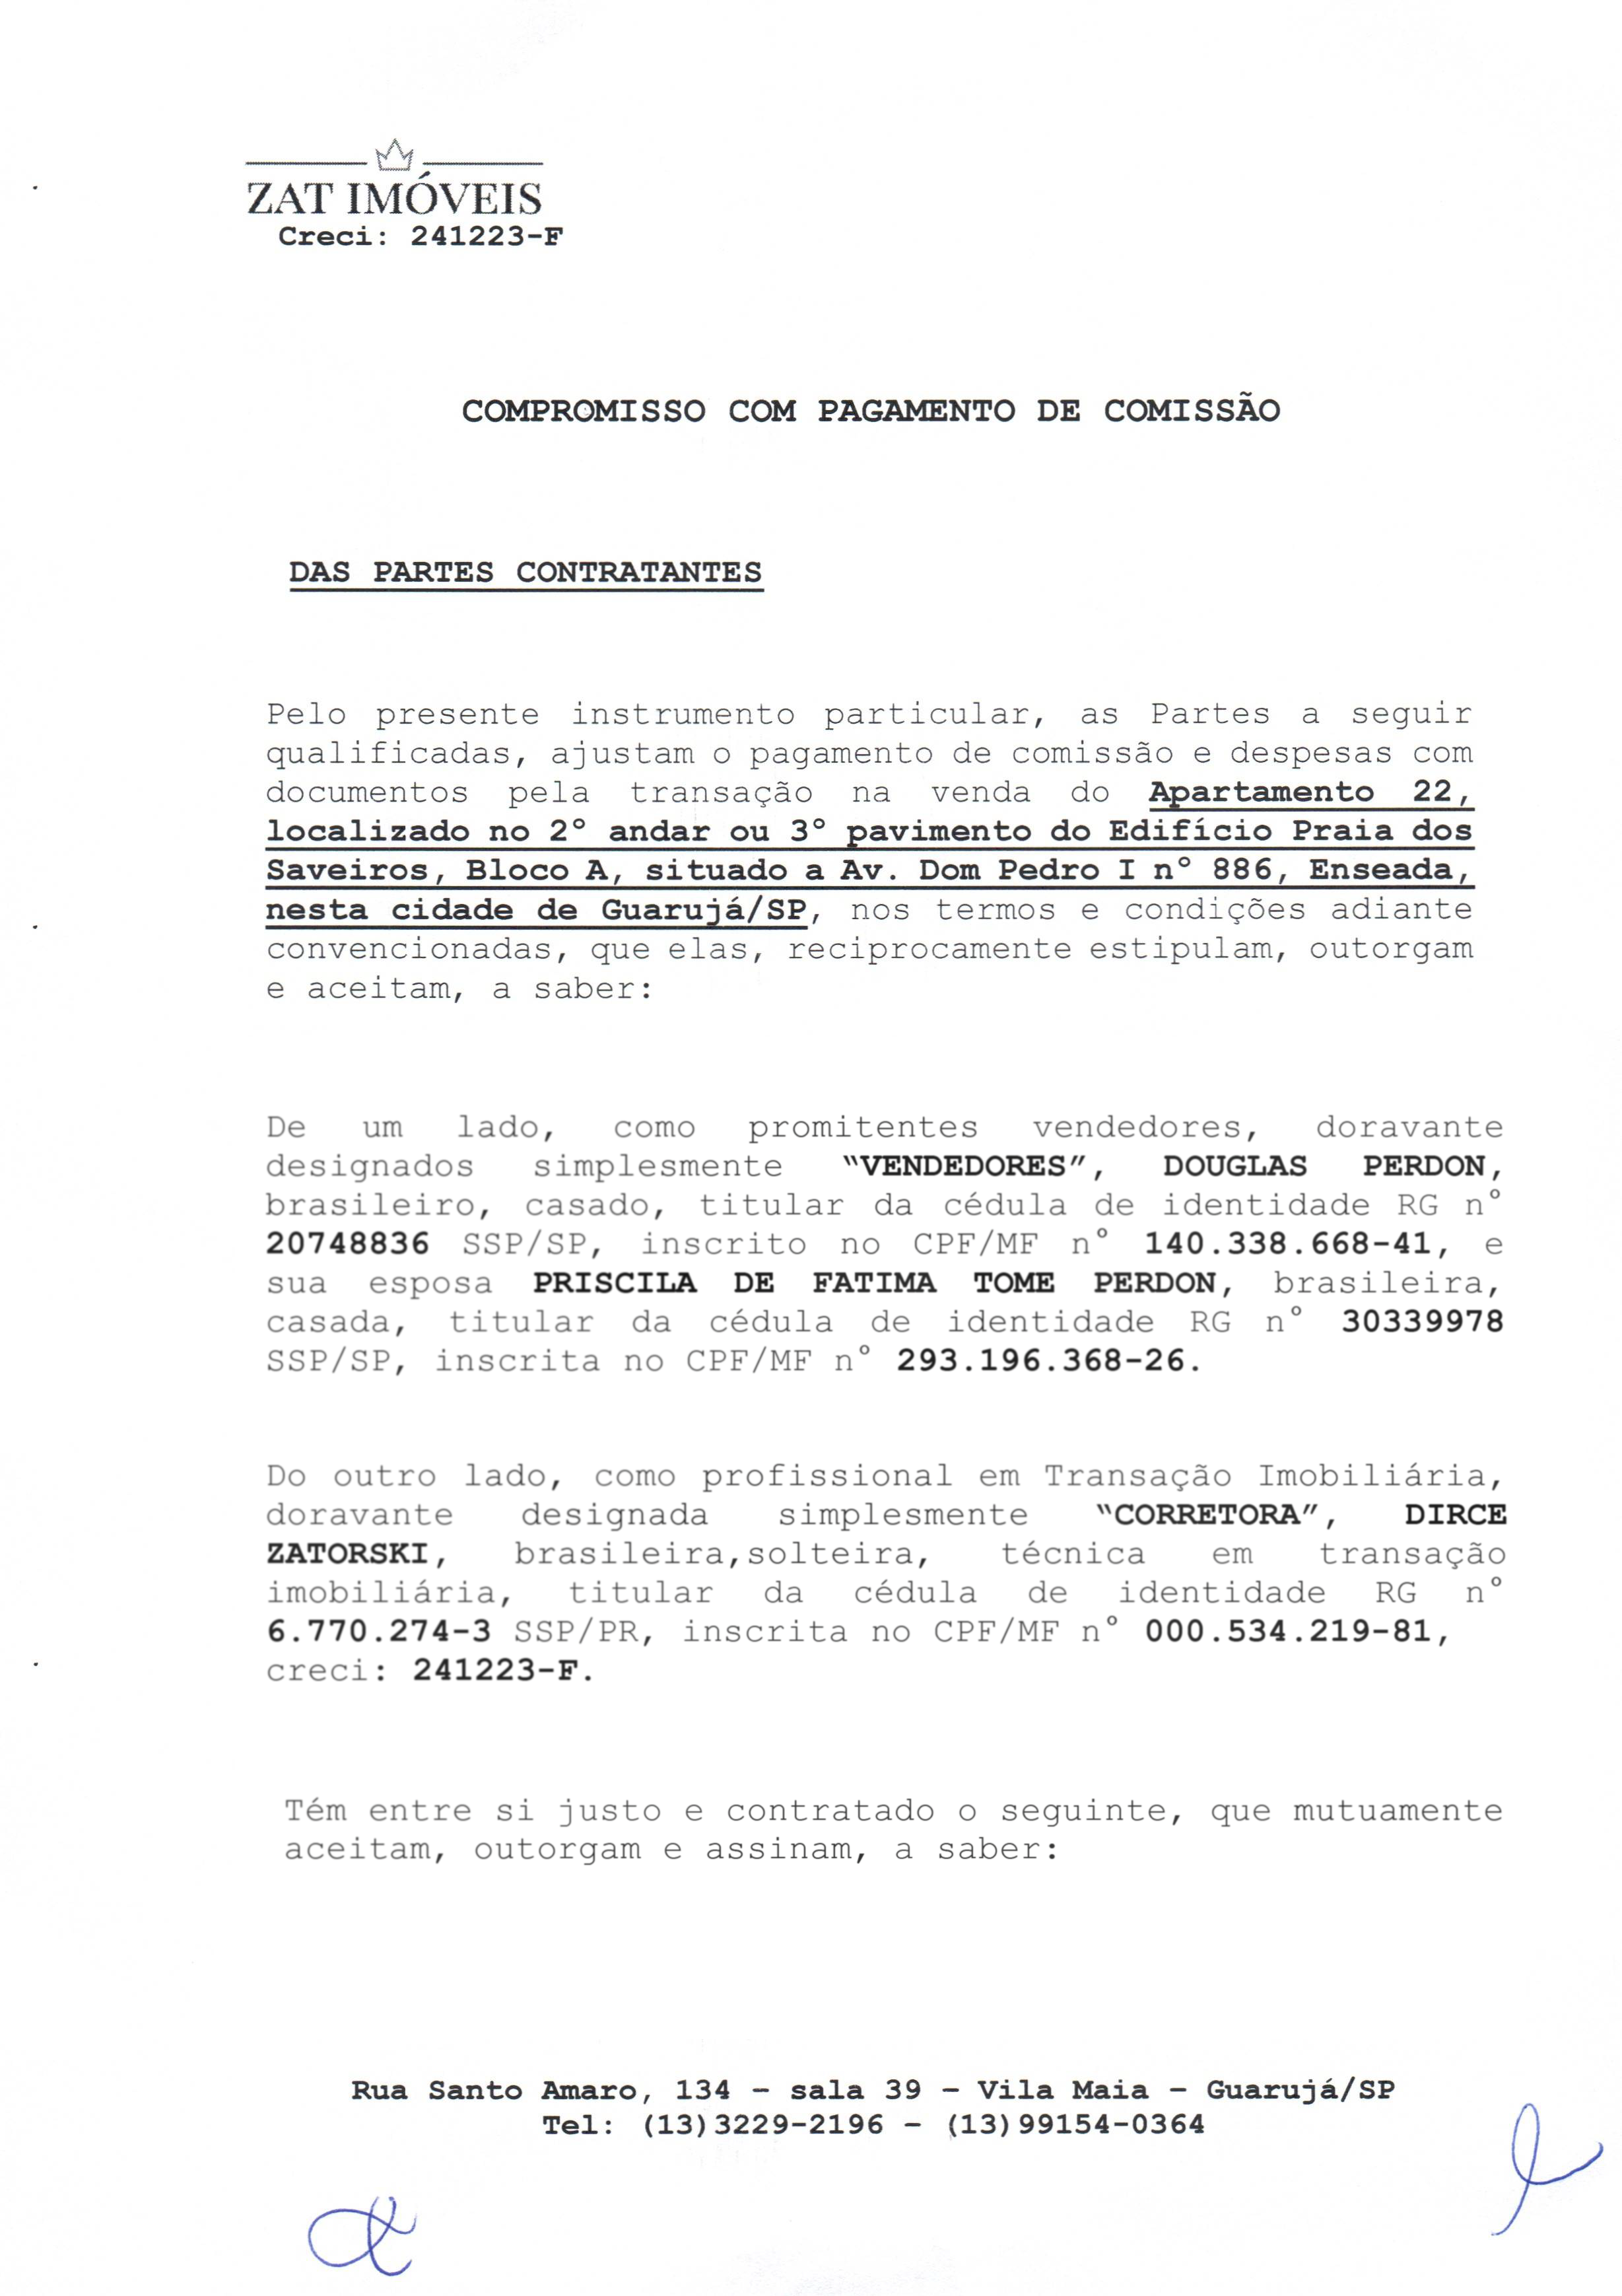 ZAT IMÓVEIS
Creci: 241223-F
COMPROMISSO COM PAGAMENTO DE COMISSÃO
DAS PARTES CONTRATANTES
Pelo presente instrumento particular, as Partes a seguir
qualificadas, ajustam o pagamento de comissão e despesas com
documentos pela transação na venda do Apartamento 22,
localizado no 2° andar ou 3° pavimento do Edifício Praia dos
Saveiros, Bloco A, situado a Av. Dom Pedro I n° 886, Enseada,
nesta cidade de Guarujá/SP, nos termos e condições adiante
convencionadas, que elas, reciprocamente estipulam, outorgam
e aceitam, a saber:
De um lado, como promitentes vendedores, doravante
designados simplesmente "VENDEDORES", DOUGLAS PERDON,
brasileiro, casado, titular da cédula de identidade RG n°
20748836 SSP/SP, inscrito no CPF/MF n° 140.338.668-41, e
sua esposa PRISCILA DE FATIMA TOME PERDON, brasileira,
casada, titular da cédula de identidade RG n° 30339978
SSP/SP, inscrita no CPF/MF n° 293.196.368-26.
Do outro lado, como profissional em Transação Imobiliária,
doravante designada simplesmente "CORRETORA", DIRCE
ZATORSKI, brasileira,solteira, técnica em transação
imobiliária, titular da cédula de identidade RG n°
6.770.274-3 SSP/PR, inscrita no CPF/MF n° 000.534.219-81,
creci: 241223-F.
Tém entre si justo e contratado o seguinte, que mutuamente
aceitam, outorgam e assinam, a saber:
Rua Santo Amaro, 134 – sala 39 – Vila Maia – Guarujá/SP
Tel: (13)3229-2196 – (13)99154-0364